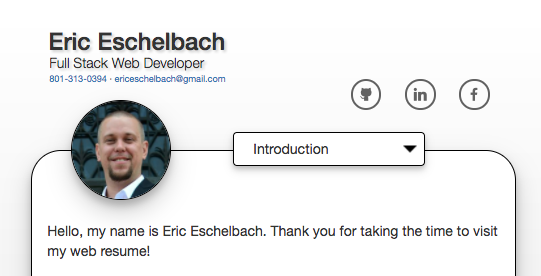 Eric Eschelbach
Full Stack Web Developer
801-313-0394 · ericeschelbach@gmail.com
Introduction
Hello, my name is Eric Eschelbach. Thank you for taking the time to visit
my web resume!